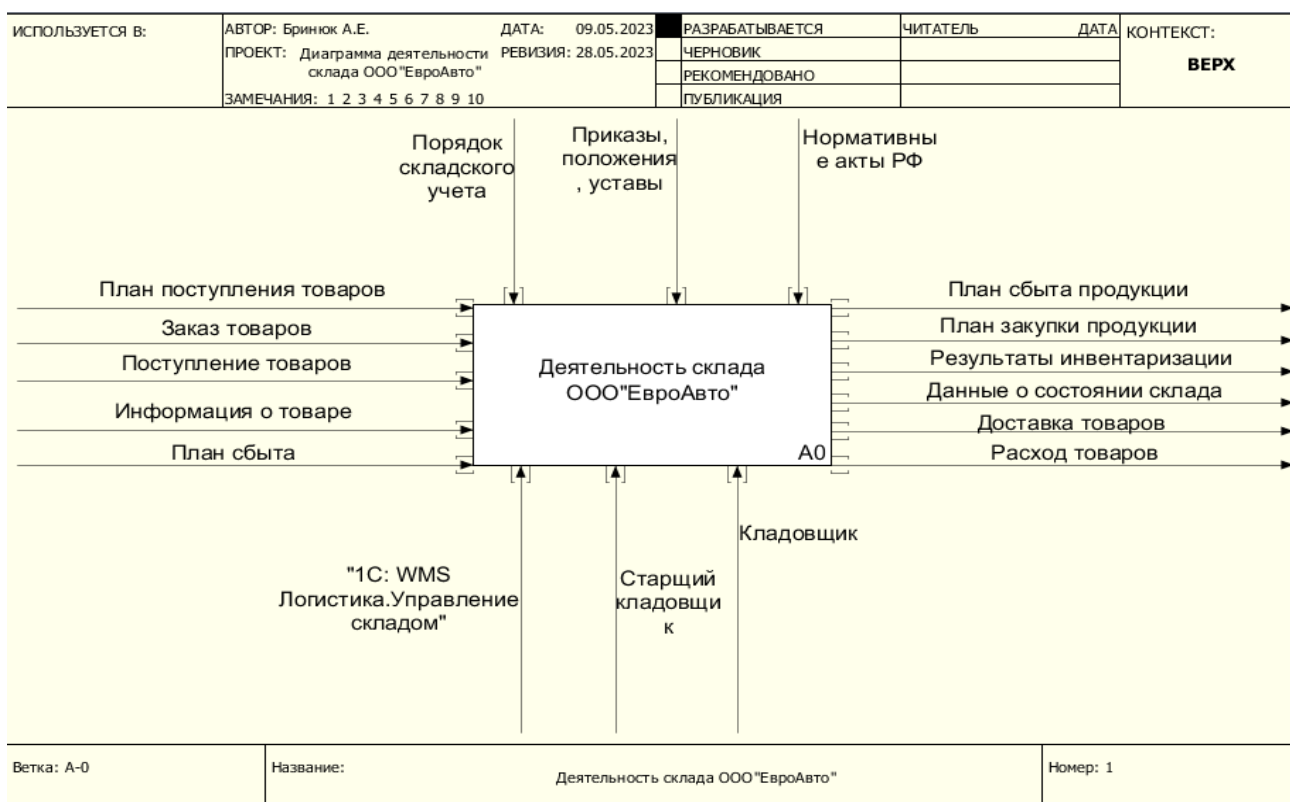 ИСПОЛЬЗУЕТСЯ В:
АВТОР: Бринюк А.Е.
ДАТА: 09.05.2023
ПРОЕКТ: Диаграмма деятельности
склада ООО"ЕвроАвто"
РЕВИЗИЯ: 28.05.2023
ЗАМЕЧАНИЯ: 1 2 3 4 5 6 7 8 9 10
РАЗРАБАТЫВАЕТСЯ
ЧЕРНОВИК
РЕКОМЕНДОВАНО
ПУБЛИКАЦИЯ
ЧИТАТЕЛЬ ДАТА
КОНТЕКСТ:
ВЕРХ
Порядок
складского
учета
Приказы,
положения
, уставы
Нормативны
е акты РФ
План поступления товаров
Заказ товаров
Поступление товаров
Информация о товаре
План сбыта
Деятельность склада
ООО"ЕвроАвто"
A0
План сбыта продукции
План закупки продукции
Результаты инвентаризации
Данные о состоянии склада
Доставка товаров
Расход товаров
"1С: WMS
Логистика.Управление
складом"
Старщий
кладовщи
к
Кладовщик
Ветка: A-0
Название:
Деятельность склада ООО"ЕвроАвто"
Номер: 1